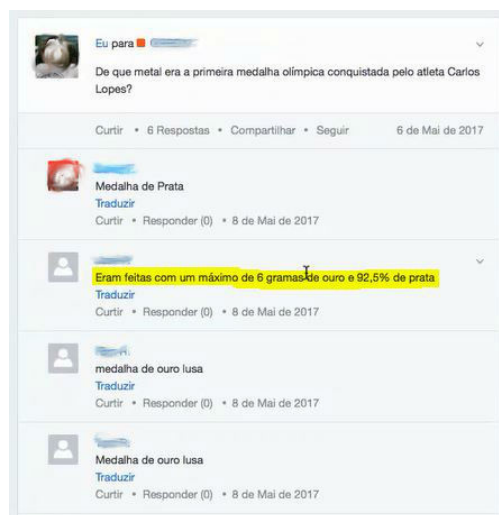 Eu para
De que metal era a primeira medalha olímpica conquistada pelo atleta Carlos
Lopes?
Curtir • 6 Respostas • Compartilhar • Seguir 6 de Mai de 2017
Medalha de Prata
Traduzir
Curtir • Responder (0) • 8 de Mai de 2017
Eram feitas com um máximo de 6 gramas de ouro e 92,5% de prata
Traduzir
Curtir • Responder (0) • 8 de Mai de 2017
medalha de ouro lusa
Traduzir
Curtir • Responder (0) • 8 de Mai de 2017
Medalha de ouro lusa
Traduzir
Curtir • Responder (0) • 8 de Mai de 2017